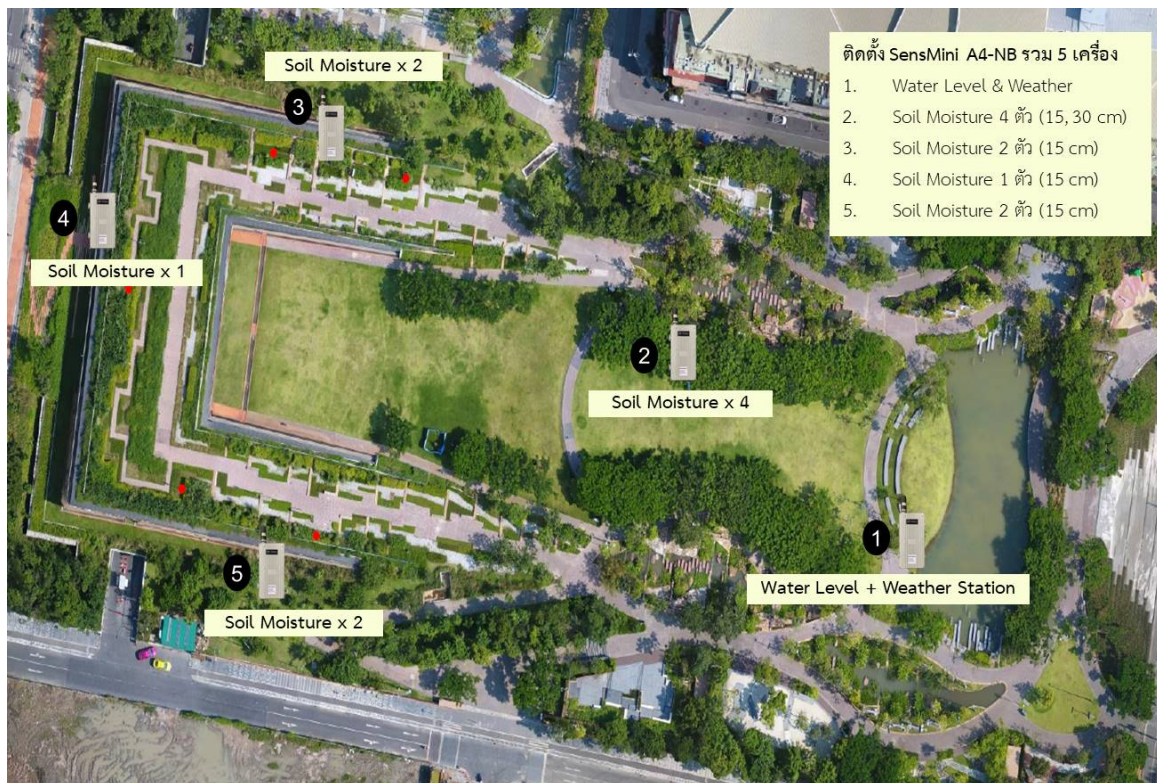 ติดตั้ง SensMini A4-NB รวม 5 เครื่อง
1. Water Level & Weather
2. Soil Moisture 4 ตัว (15, 30 cm)
3. Soil Moisture 2 ตัว (15 cm)
4. Soil Moisture 1 ตัว (15 cm)
5. Soil Moisture 2 ตัว (15 cm)
Soil Moisture x 2
3
4
Soil Moisture x 1
2
Soil Moisture x 4
1
Water Level + Weather Station
5
Soil Moisture x 2